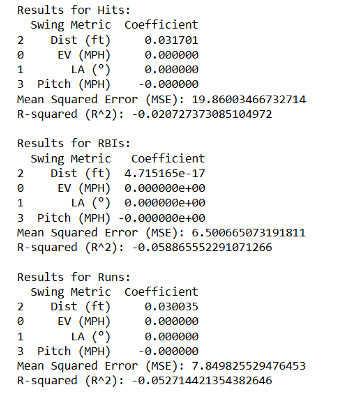 Results for Hits:
Swing Metric Coefficient
2 Dist (ft) 0.031701
0 EV (MPH) 0.000000
1 LA (°) 0.000000
3 Pitch (MPH) -0.000000
Mean Squared Error (MSE): 19.86003466732714
R-squared (R^2): -0.020727373085104972
Results for RBIs:
Swing Metric Coefficient
2 Dist (ft) 4.715165e-17
0 EV (MPH) 0.000000e+00
1 LA (°) 0.000000e+00
3 Pitch (MPH) -0.000000e+00
Mean Squared Error (MSE): 6.500665073191811
R-squared (R^2): -0.058865552291071266
Results for Runs:
Swing Metric Coefficient
2 Dist (ft) 0.030035
0 EV (MPH) 0.000000
1 LA (°) 0.000000
3 Pitch (MPH) -0.000000
Mean Squared Error (MSE): 7.849825529476453
R-squared (R^2): -0.052714421354382646